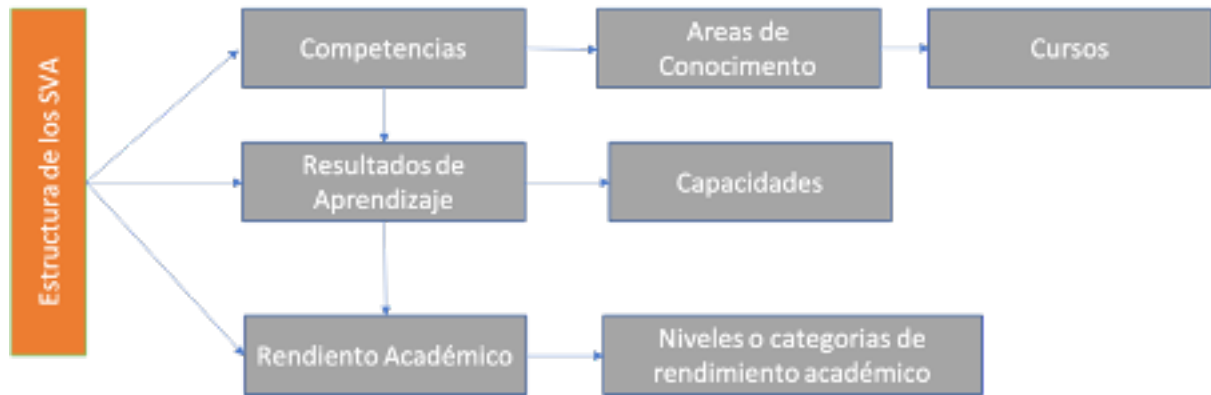 Estructura de los SVA
Competencias
Areas de
Conocimento
Cursos
Resultados de
Aprendizaje
Capacidades
Rendiento Académico
Niveles o categorias de
rendimiento académico